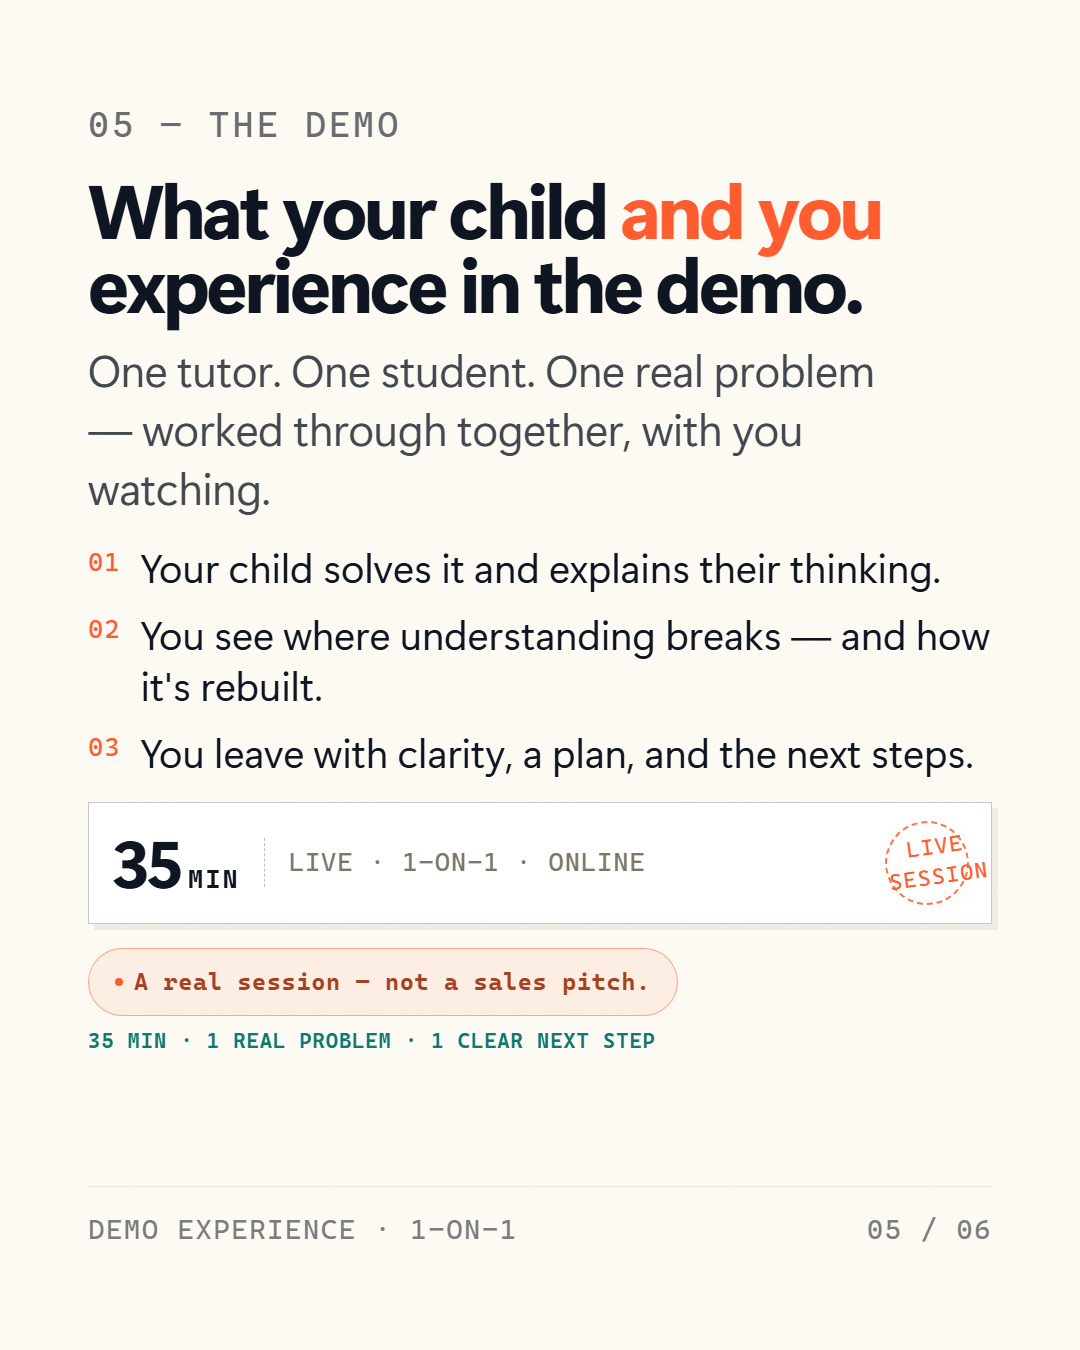 05 – THE DEMO
What your child and you
experience in the demo.
One tutor. One student. One real problem
— worked through together, with you
watching.
01 Your child solves it and explains their thinking.
02 You see where understanding breaks — and how
it's rebuilt.
03 You leave with clarity, a plan, and the next steps.
35 MIN LIVE · 1-ON-1 · ONLINE
LIVE
SESSION
• A real session – not a sales pitch.
35 MIN · 1 REAL PROBLEM · 1 CLEAR NEXT STEP
DEMO EXPERIENCE · 1-ON-1 05 / 06